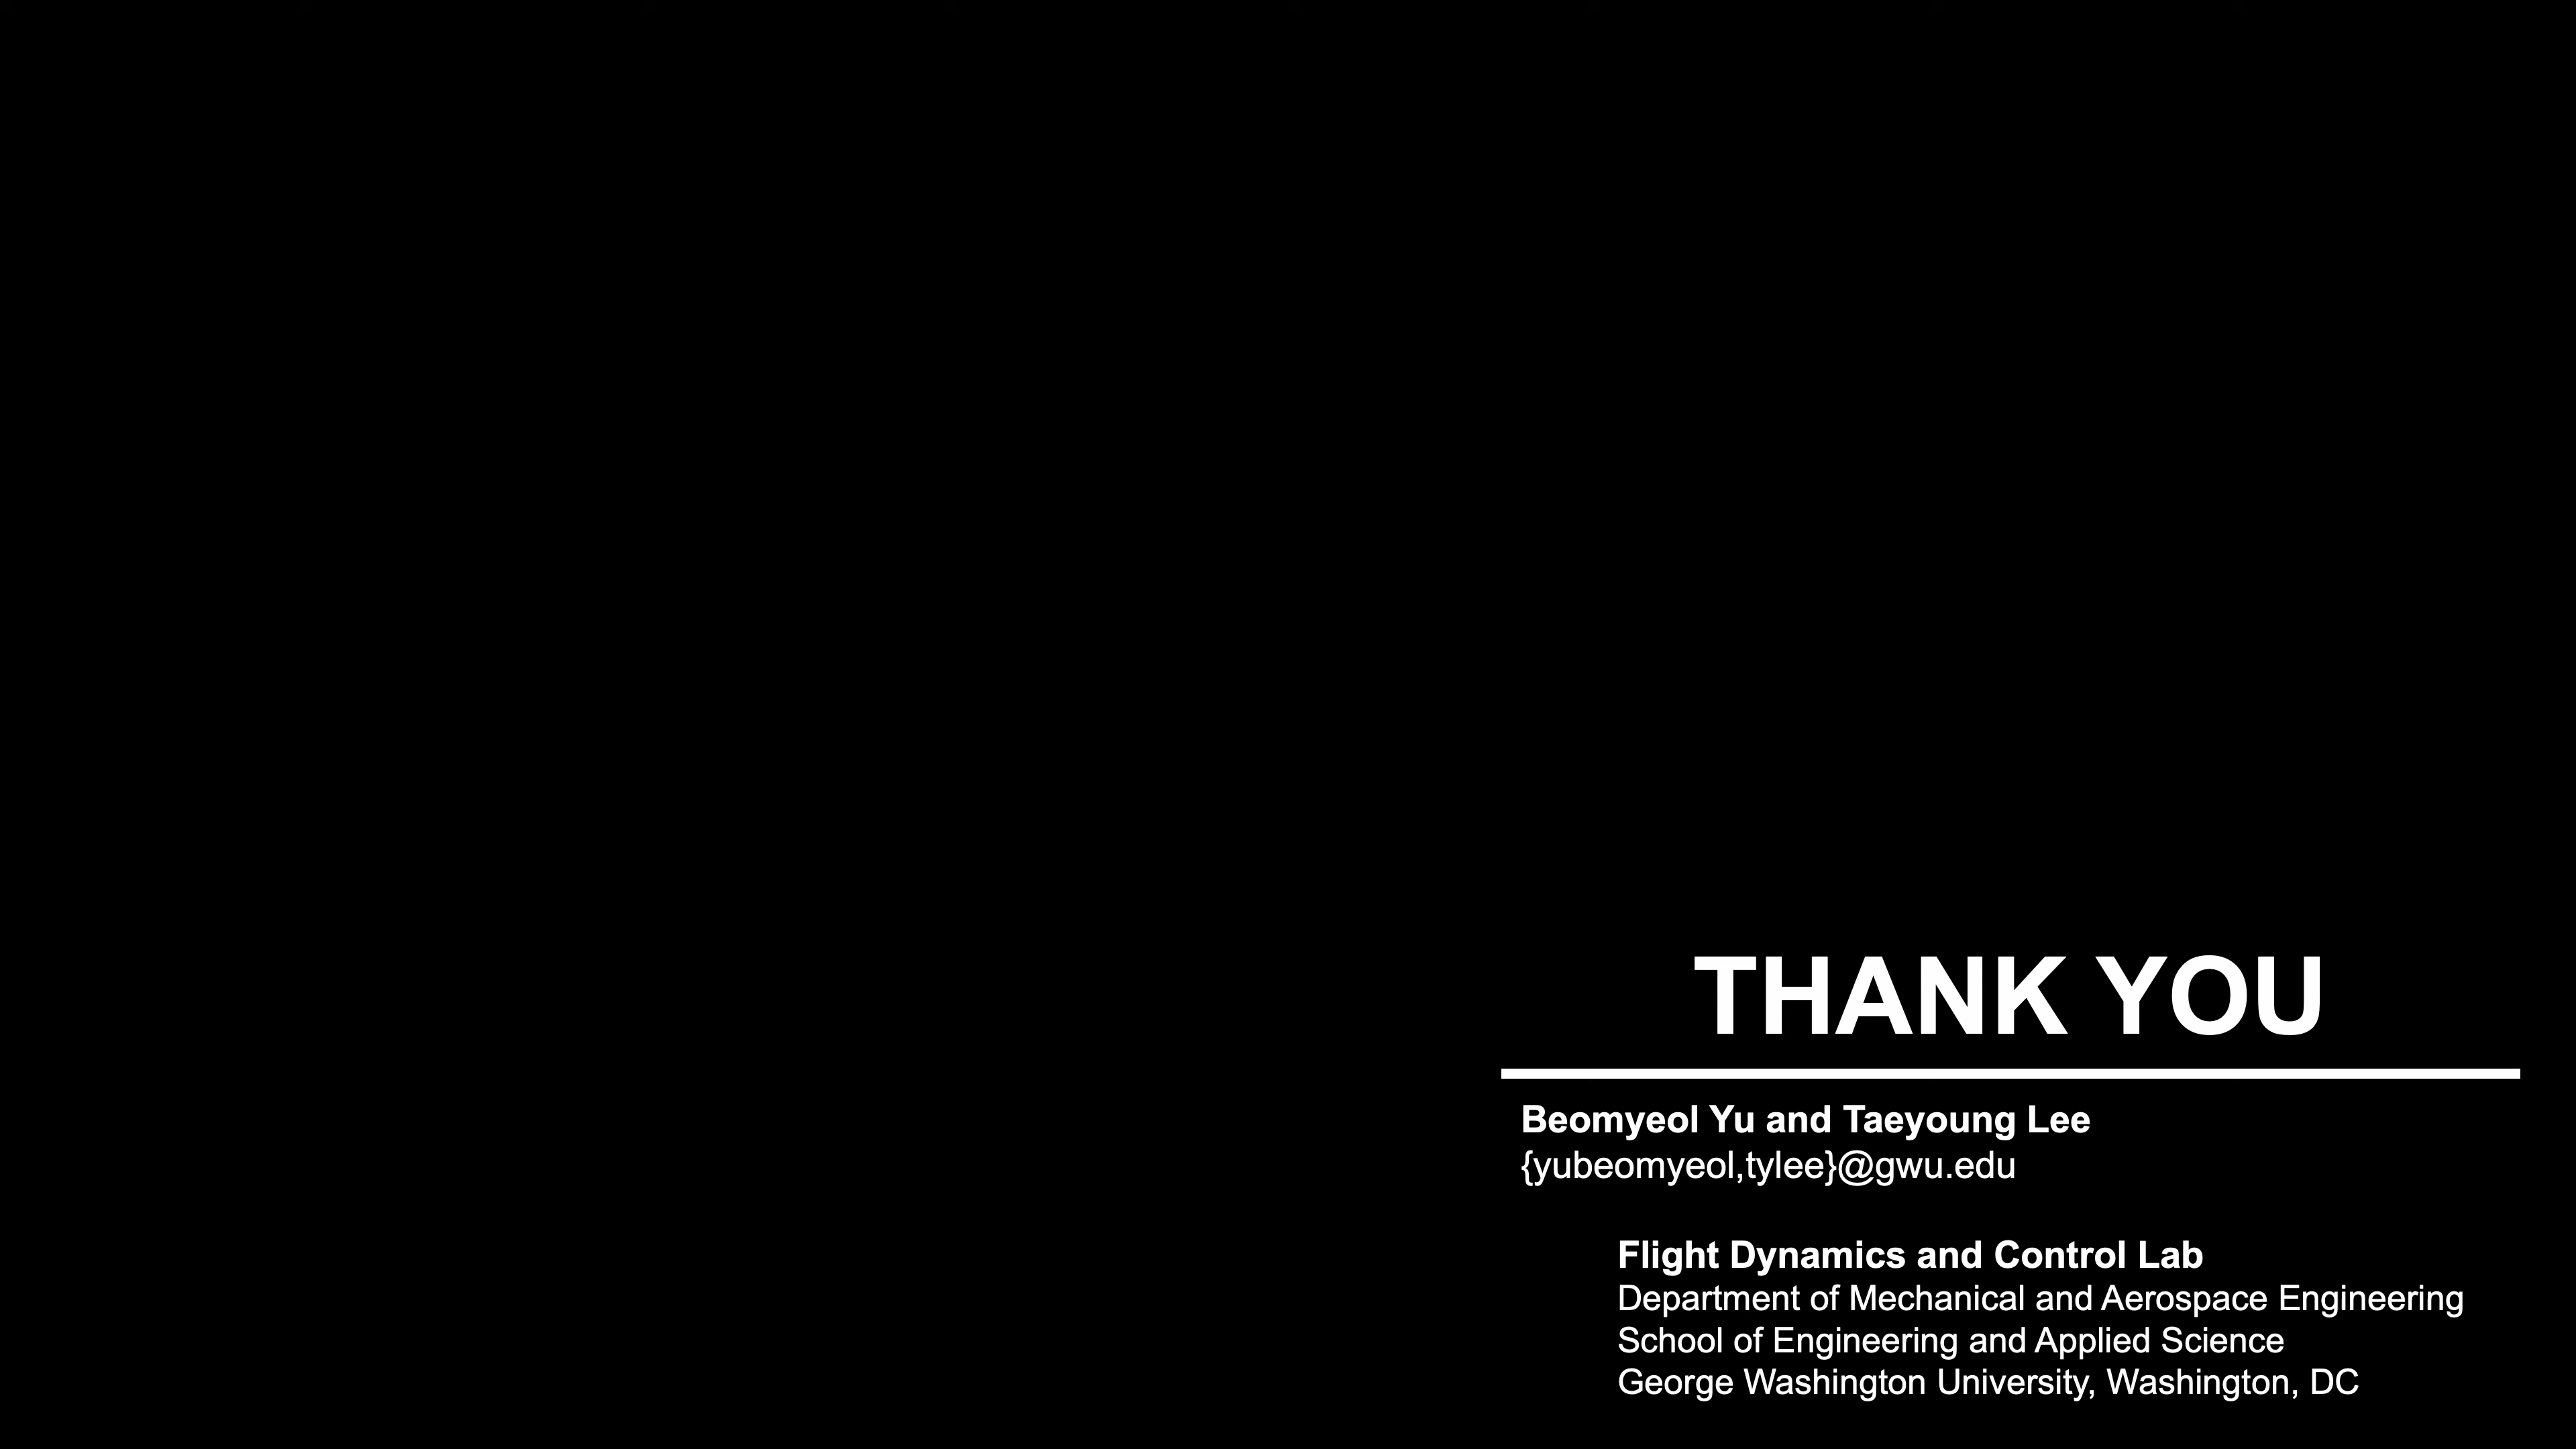 THANK YOU
Beomyeol Yu and Taeyoung Lee
{yubeomyeol,tylee}@gwu.edu
Flight Dynamics and Control Lab
Department of Mechanical and Aerospace Engineering
School of Engineering and Applied Science
George Washington University, Washington, DC